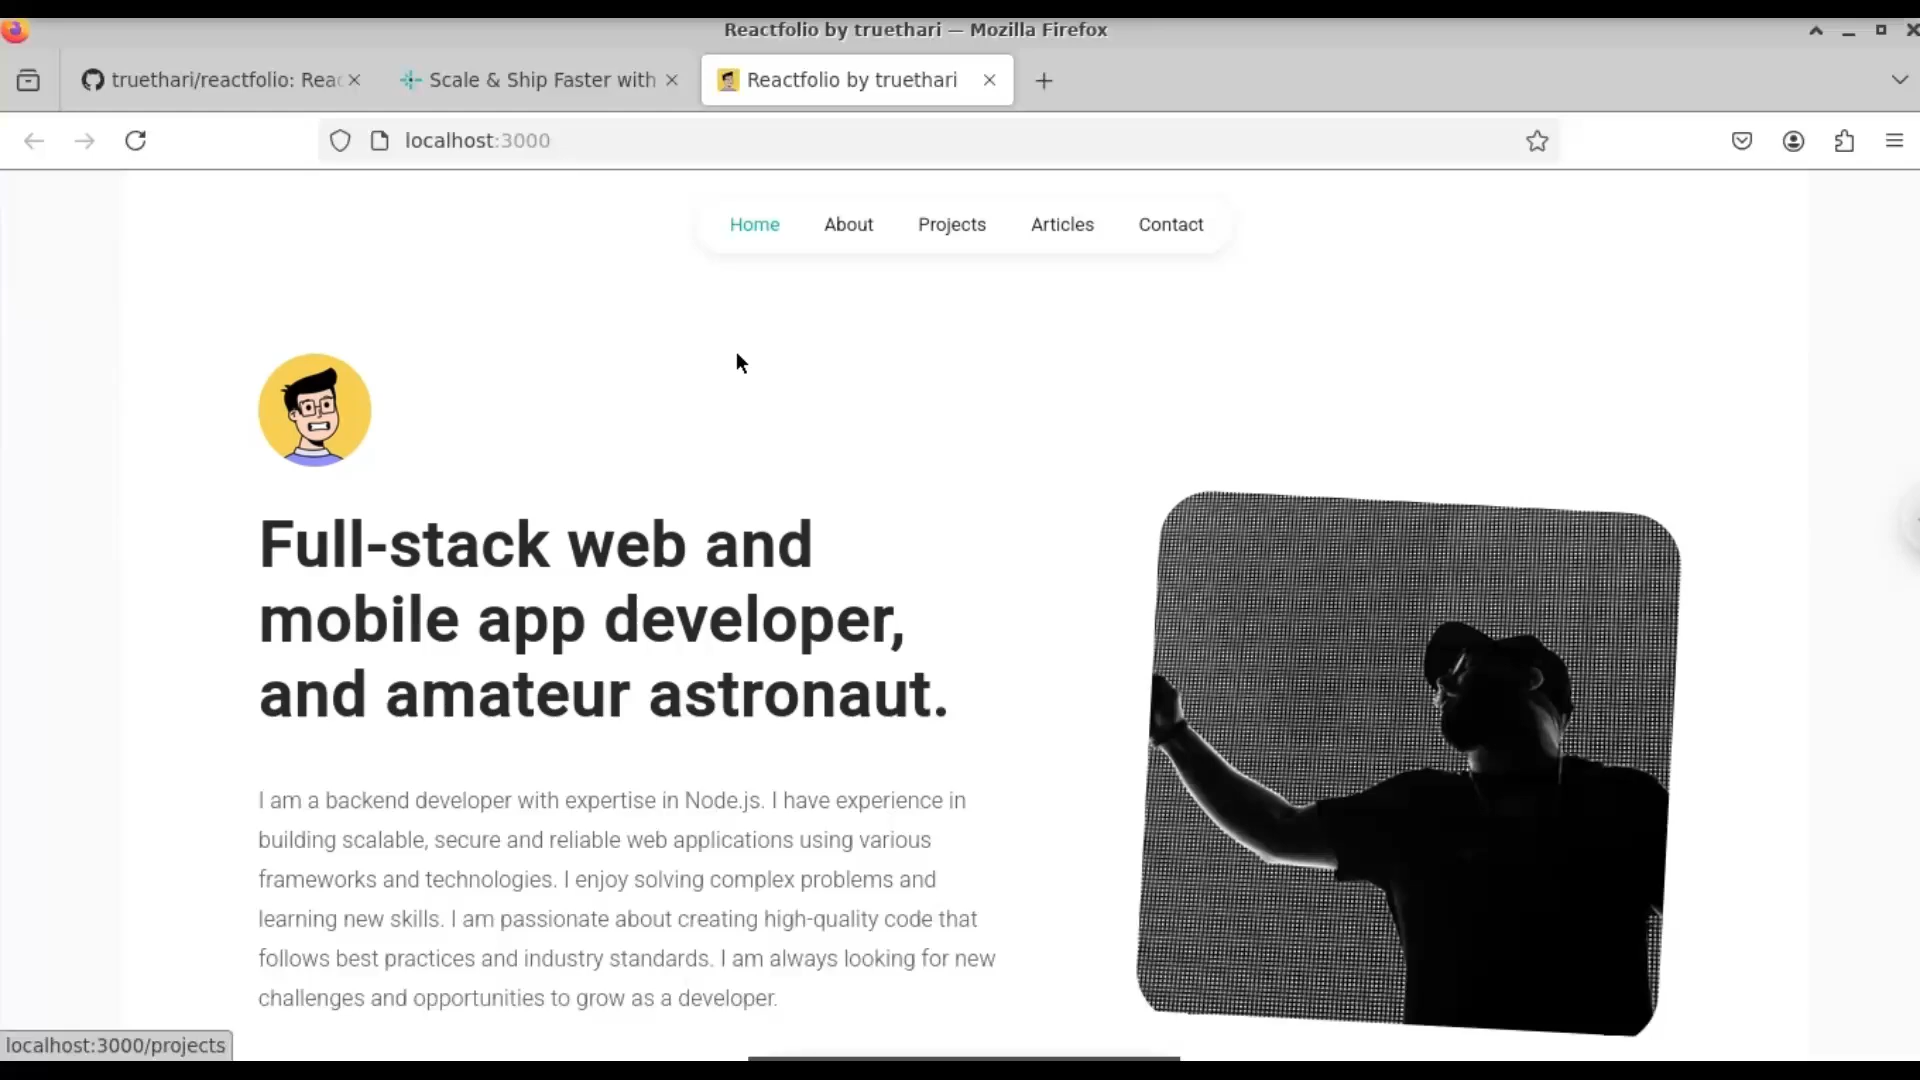 Reactfolio by truethari — Mozilla Firefox
truethari/reactfolio: Reac
Scale & Ship Faster with
Reactfolio by truethari
localhost:3000
Home About Projects Articles Contact
Full-stack web and
mobile app developer,
and amateur astronaut.
I am a backend developer with expertise in Node.js. I have experience in
building scalable, secure and reliable web applications using various
frameworks and technologies. I enjoy solving complex problems and
learning new skills. I am passionate about creating high-quality code that
follows best practices and industry standards. I am always looking for new
challenges and opportunities to grow as a developer.
localhost:3000/projects